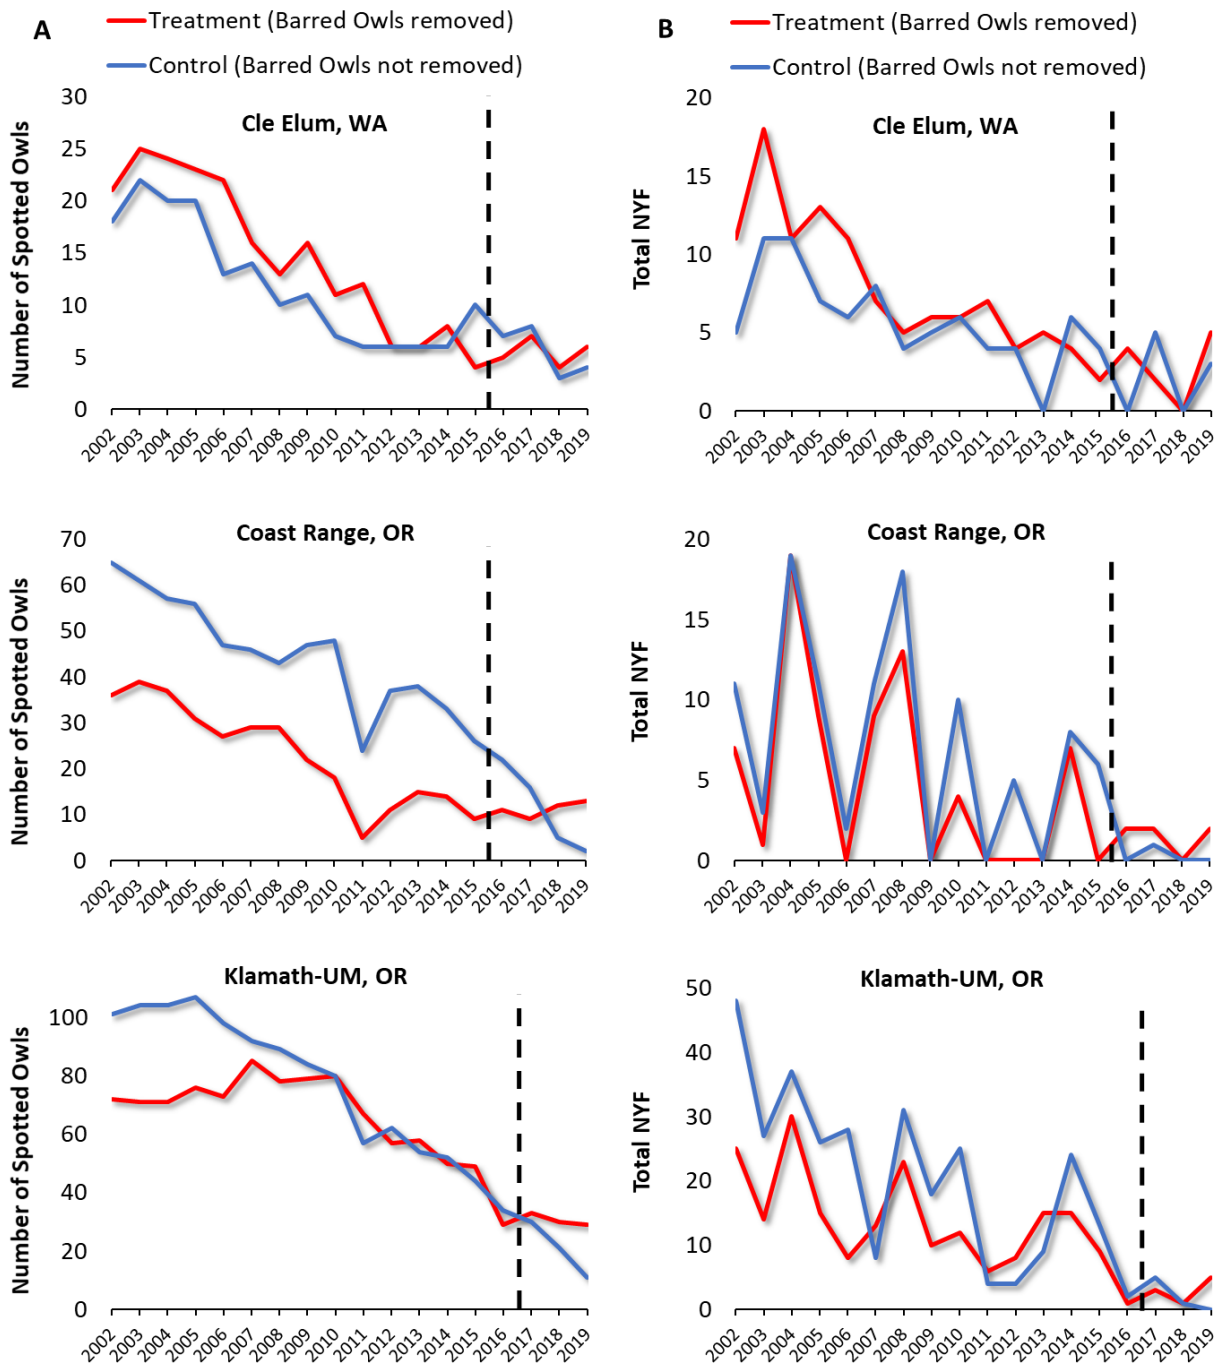 A
Treatment (Barred Owls removed)
Control (Barred Owls not removed)
Cle Elum, WA
Number of Spotted Owls
30
25
20
15
10
5
0
2002 2003 2004 2005 2006 2007 2008 2009 2010 2011 2012 2013 2014 2015 2016 2017 2018 2019
Coast Range, OR
Number of Spotted Owls
70
60
50
40
30
20
10
0
2002 2003 2004 2005 2006 2007 2008 2009 2010 2011 2012 2013 2014 2015 2016 2017 2018 2019
Klamath-UM, OR
Number of Spotted Owls
100
80
60
40
20
0
2002 2003 2004 2005 2006 2007 2008 2009 2010 2011 2012 2013 2014 2015 2016 2017 2018 2019
B
Treatment (Barred Owls removed)
Control (Barred Owls not removed)
Cle Elum, WA
Total NYF
20
15
10
5
0
2002 2003 2004 2005 2006 2007 2008 2009 2010 2011 2012 2013 2014 2015 2016 2017 2018 2019
Coast Range, OR
Total NYF
20
15
10
5
0
2002 2003 2004 2005 2006 2007 2008 2009 2010 2011 2012 2013 2014 2015 2016 2017 2018 2019
Klamath-UM, OR
Total NYF
50
40
30
20
10
0
2002 2003 2004 2005 2006 2007 2008 2009 2010 2011 2012 2013 2014 2015 2016 2017 2018 2019